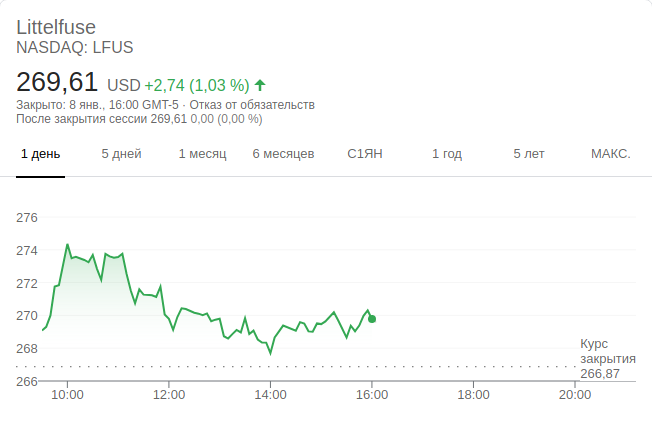 Littelfuse
NASDAQ: LFUS
269,61 USD +2,74 (1,03 %)
Закрыто: 8 янв., 16:00 GMT-5 · Отказ от обязательств
После закрытия сессии 269,61 0,00 (0,00 %)
1 день 5 дней 1 месяц 6 месяцев С1ЯН 1 год 5 лет МАКС.
276
274
272
270
268
Курс
закрытия
266,87
266
10:00 12:00 14:00 16:00 18:00 20:00